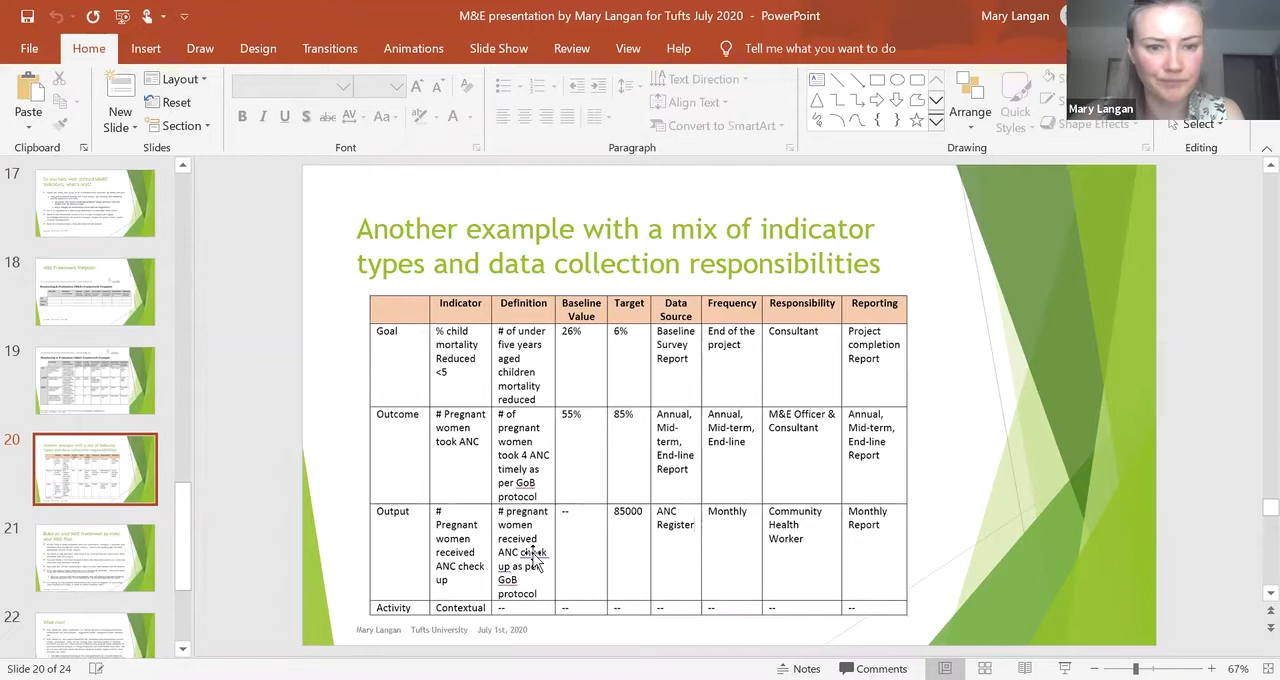 M&E presentation by Mary Langan for Tufts July 2020 - PowerPoint
Mary Langan
File Home Insert Draw Design Transitions Animations Slide Show Review View Help Tell me what you want to do
Mary Langan
Paste
Clipboard
New
Slide
Layout
Reset
Section
Slides
B I U S abc AV Aa A
Font
Text Direction
Align Text
Convert to SmartArt
Paragraph
Arrange
Quick
Styles
Shape Effects
Drawing
Select
Editing
17
18
19
20
21
22
Another example with a mix of indicator
types and data collection responsibilities
Indicator
Definition
Baseline
Value
Target
Data
Source
Frequency
Responsibility
Reporting
Goal
% child
mortality
Reduced
<5
# of under
five years
aged
children
mortality
reduced
26%
6%
Baseline
Survey
Report
End of the
project
Consultant
Project
completion
Report
Outcome
# Pregnant
women
took ANC
# of
pregnant
women
took 4 ANC
timely as
per GoB
protocol
55%
85%
Annual,
Mid-
term,
End-line
Report
Annual,
Mid-term,
End-line
M&E Officer &
Consultant
Annual,
Mid-term,
End-line
Report
Output
#
Pregnant
women
received
ANC check
up
# pregnant
women
received
ANC check
up as per
GoB
protocol
--
85000
ANC
Register
Monthly
Community
Health
Workers
Monthly
Report
Activity
Contextual
--
--
--
--
--
--
--
Mary Langan Tufts University July 1st, 2020
Slide 20 of 24
Notes
Comments
67%